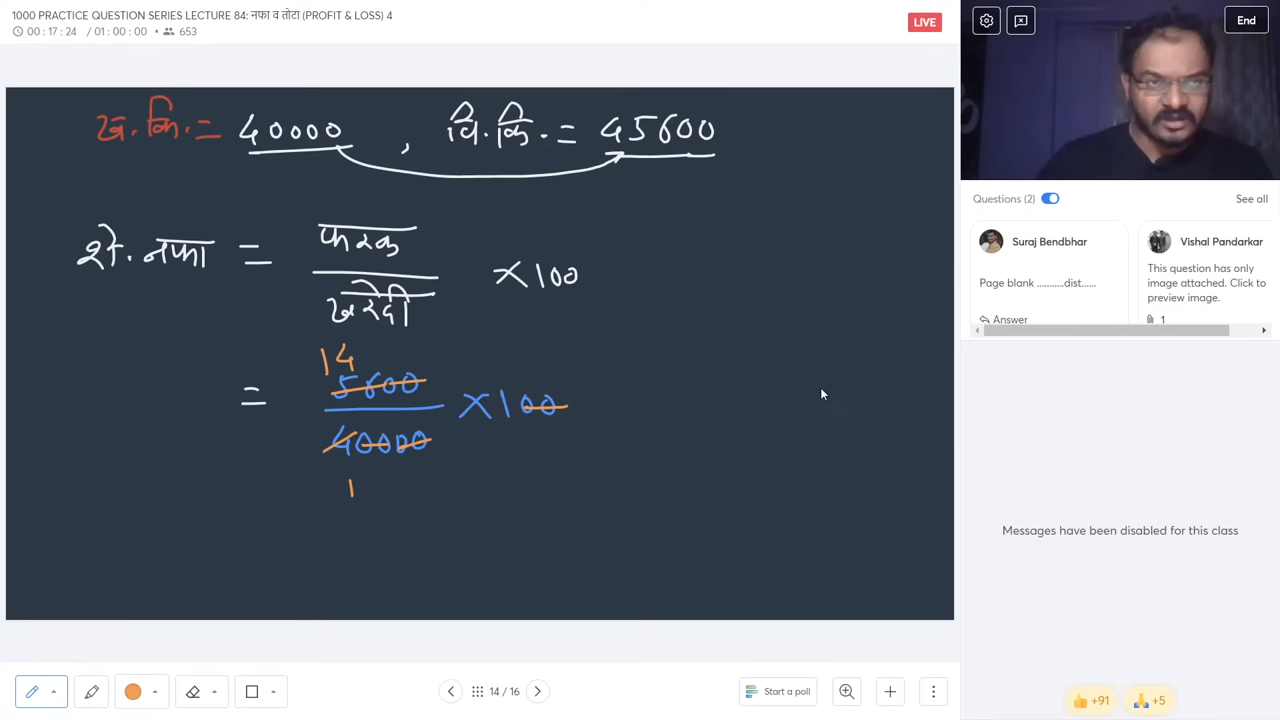 1000 PRACTICE QUESTION SERIES LECTURE 84: नफा व तोटा (PROFIT & LOSS) 4
00 : 17 : 24 / 01 : 00 : 00 • 653
LIVE
End
ख. कि. = 40000 , वि. कि. = 45600
शे. नफा = फरक / खरेदी × 100
14
= 5600 / 40000 × 100
1
Questions (2)
See all
Suraj Bendbhar
Page blank ...........dist......
Answer
Vishal Pandarkar
This question has only
image attached. Click to
preview image.
1
Messages have been disabled for this class
14 / 16
Start a poll
+91
+5